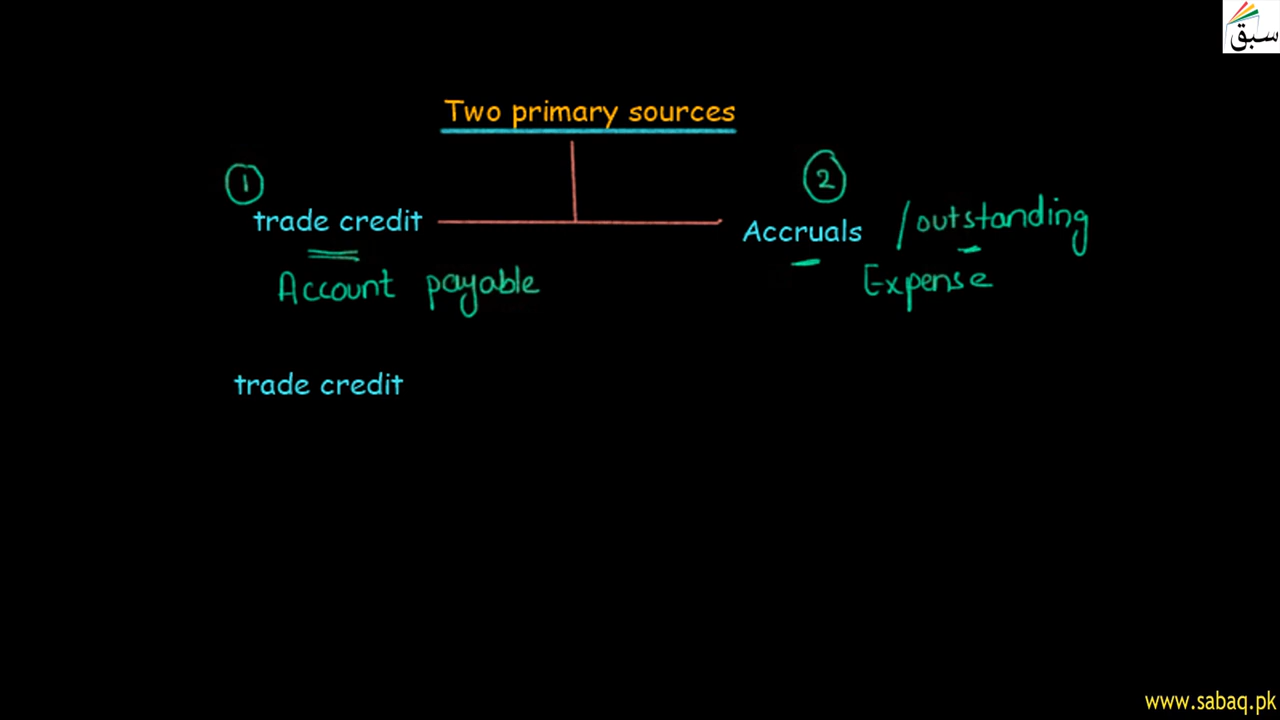 سبق
Two primary sources
1
2
trade credit
Accruals /outstanding
Account payable
Expense
trade credit
www.sabaq.pk